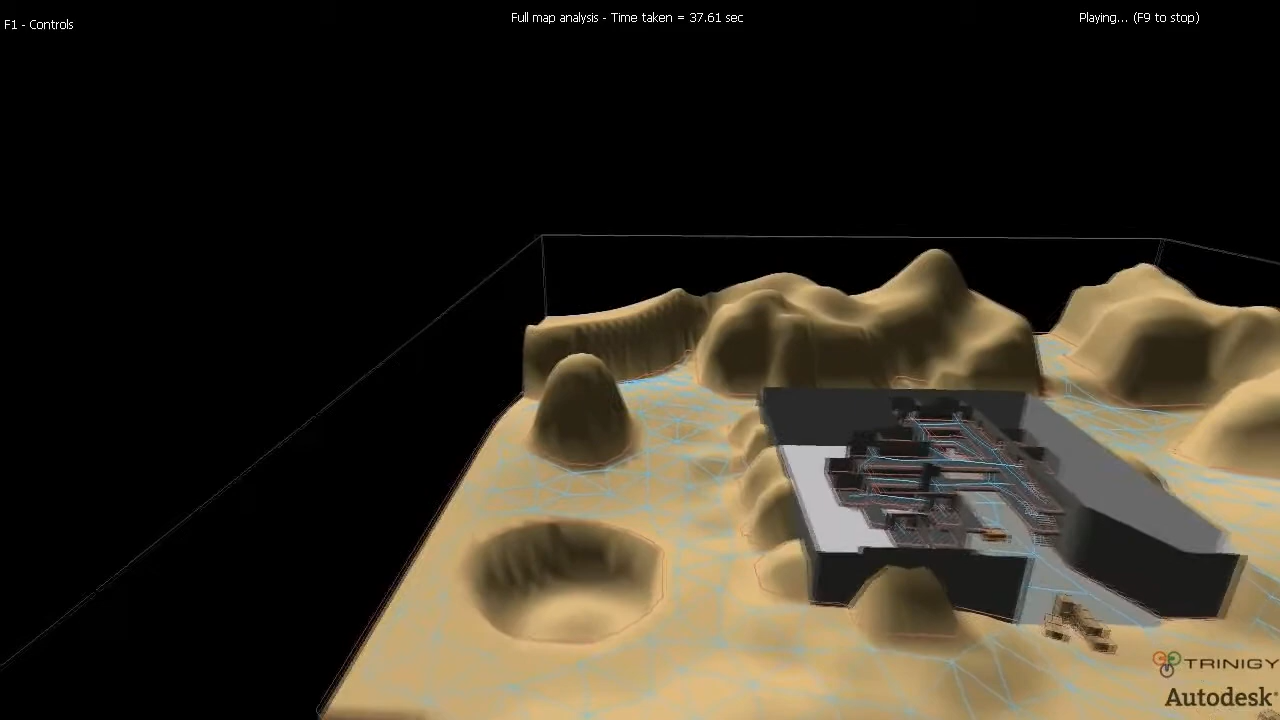 F1 - Controls
Full map analysis - Time taken = 37.61 sec
Playing... (F9 to stop)
TRINIGY
Autodesk